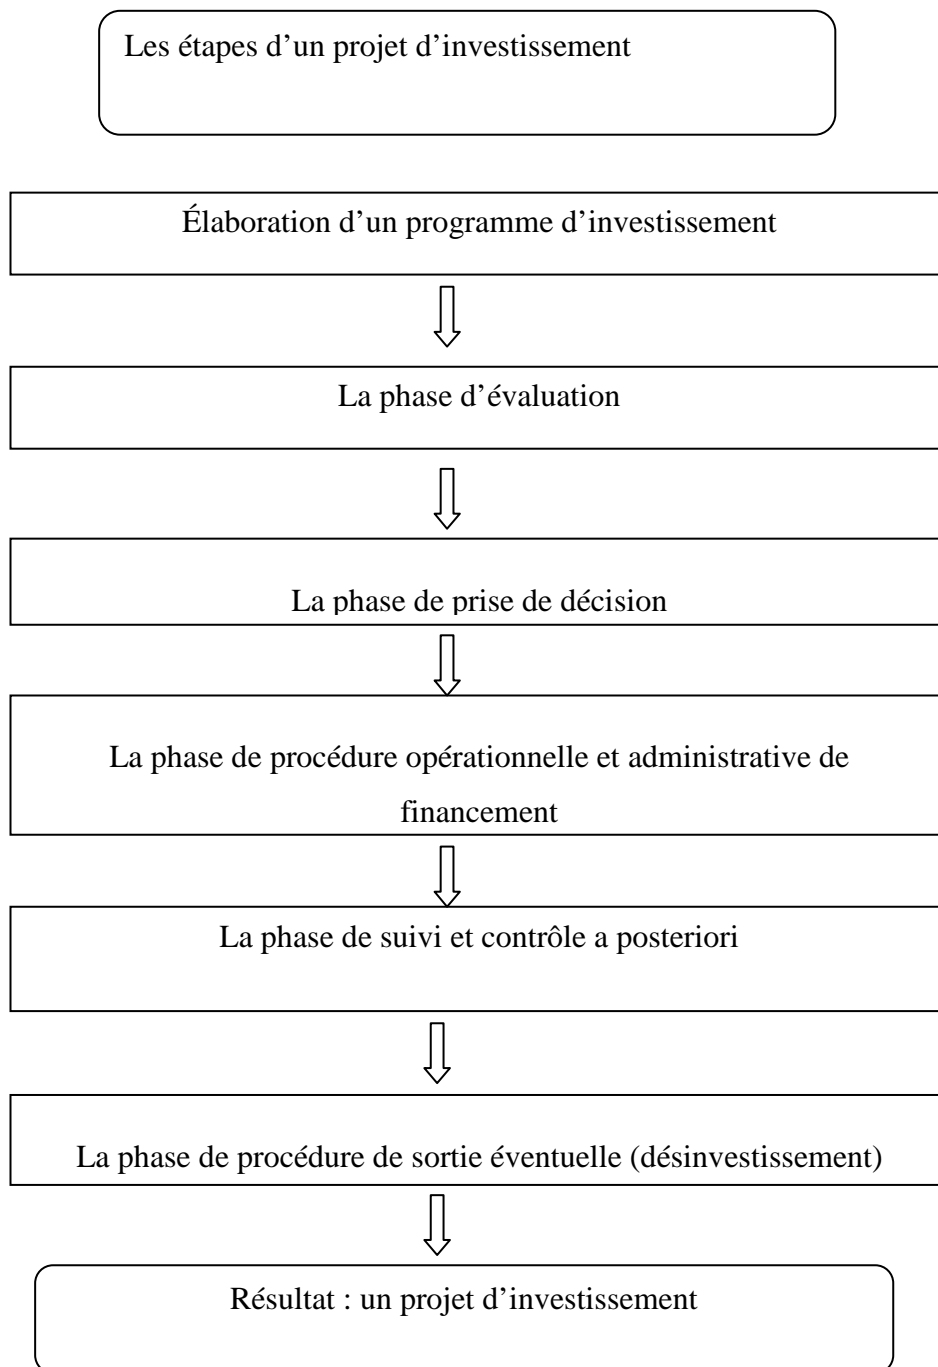 Les étapes d’un projet d’investissement
Élaboration d’un programme d’investissement
La phase d’évaluation
La phase de prise de décision
La phase de procédure opérationnelle et administrative de
financement
La phase de suivi et contrôle a posteriori
La phase de procédure de sortie éventuelle (désinvestissement)
Résultat : un projet d’investissement